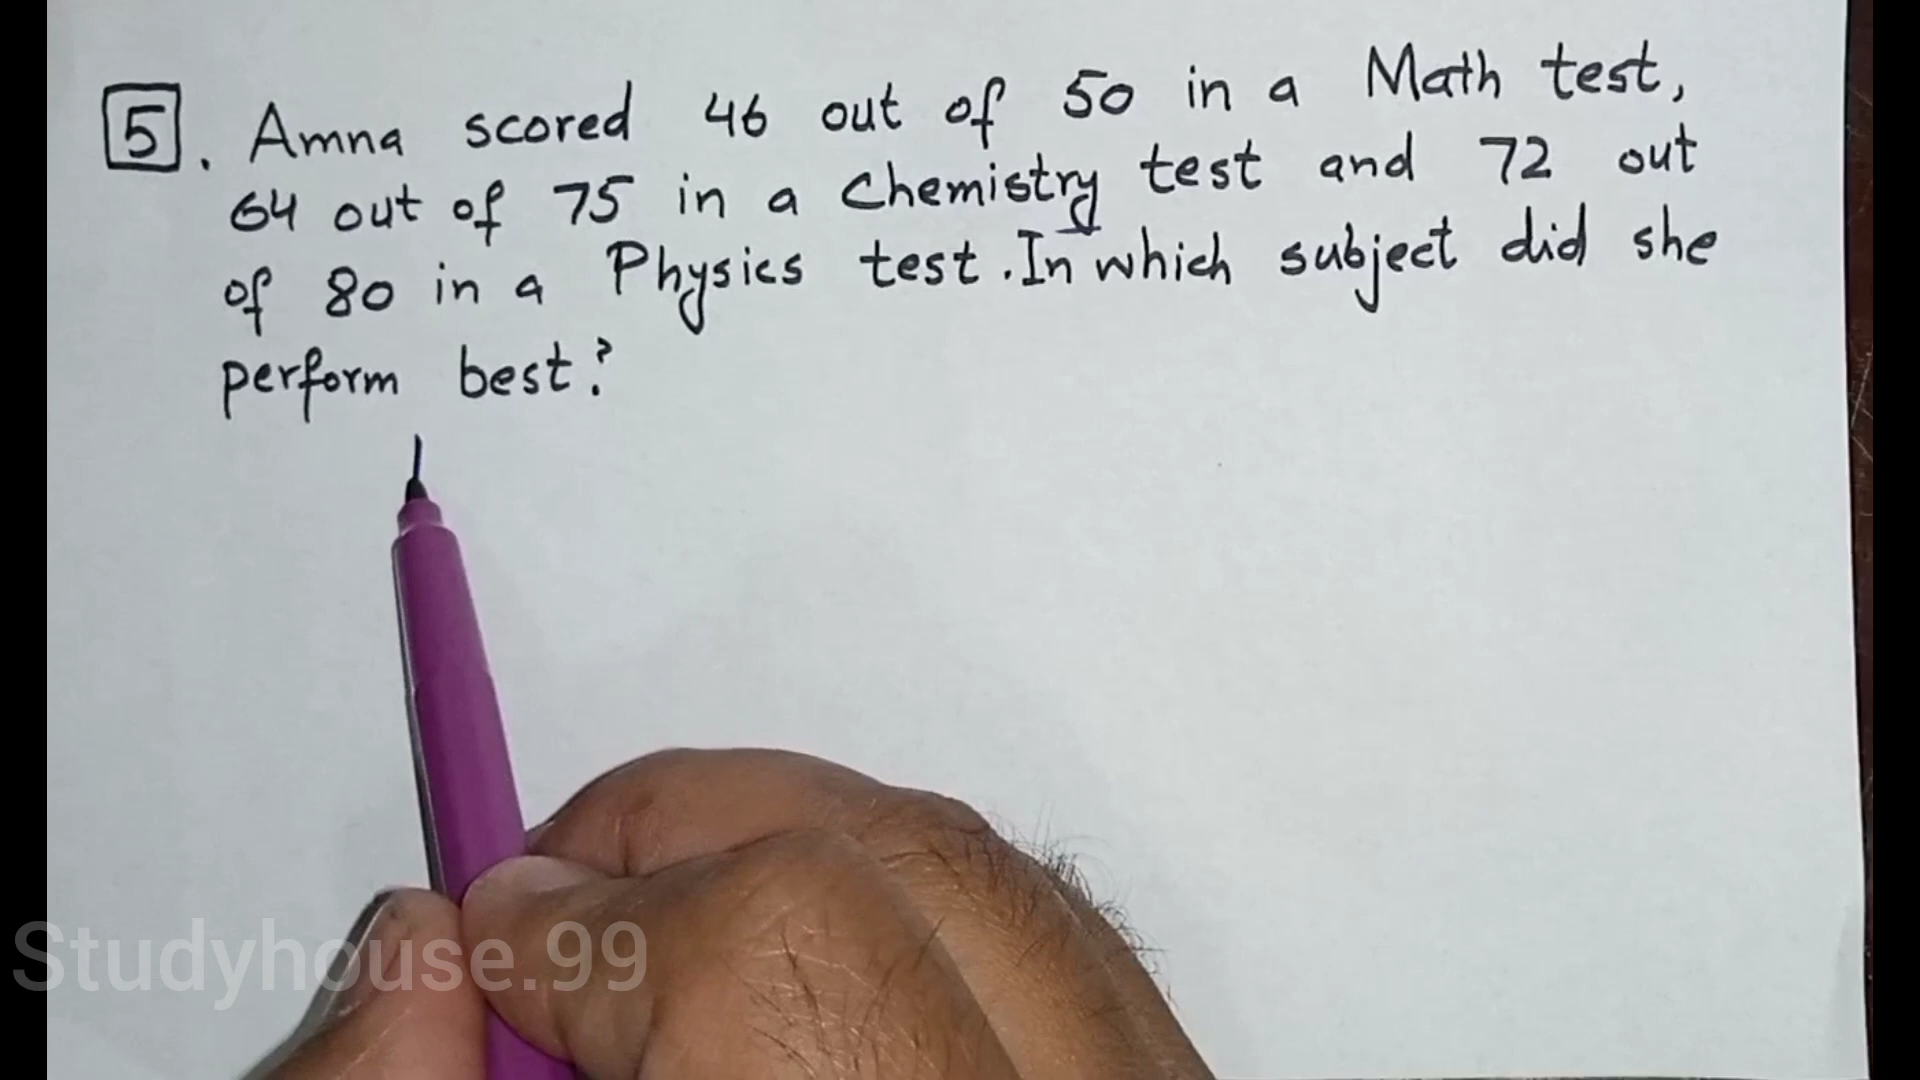 5. Amna scored 46 out of 50 in a Math test,
64 out of 75 in a Chemistry test and 72 out
of 80 in a Physics test. In which subject did she
perform best?
Studyhouse.99